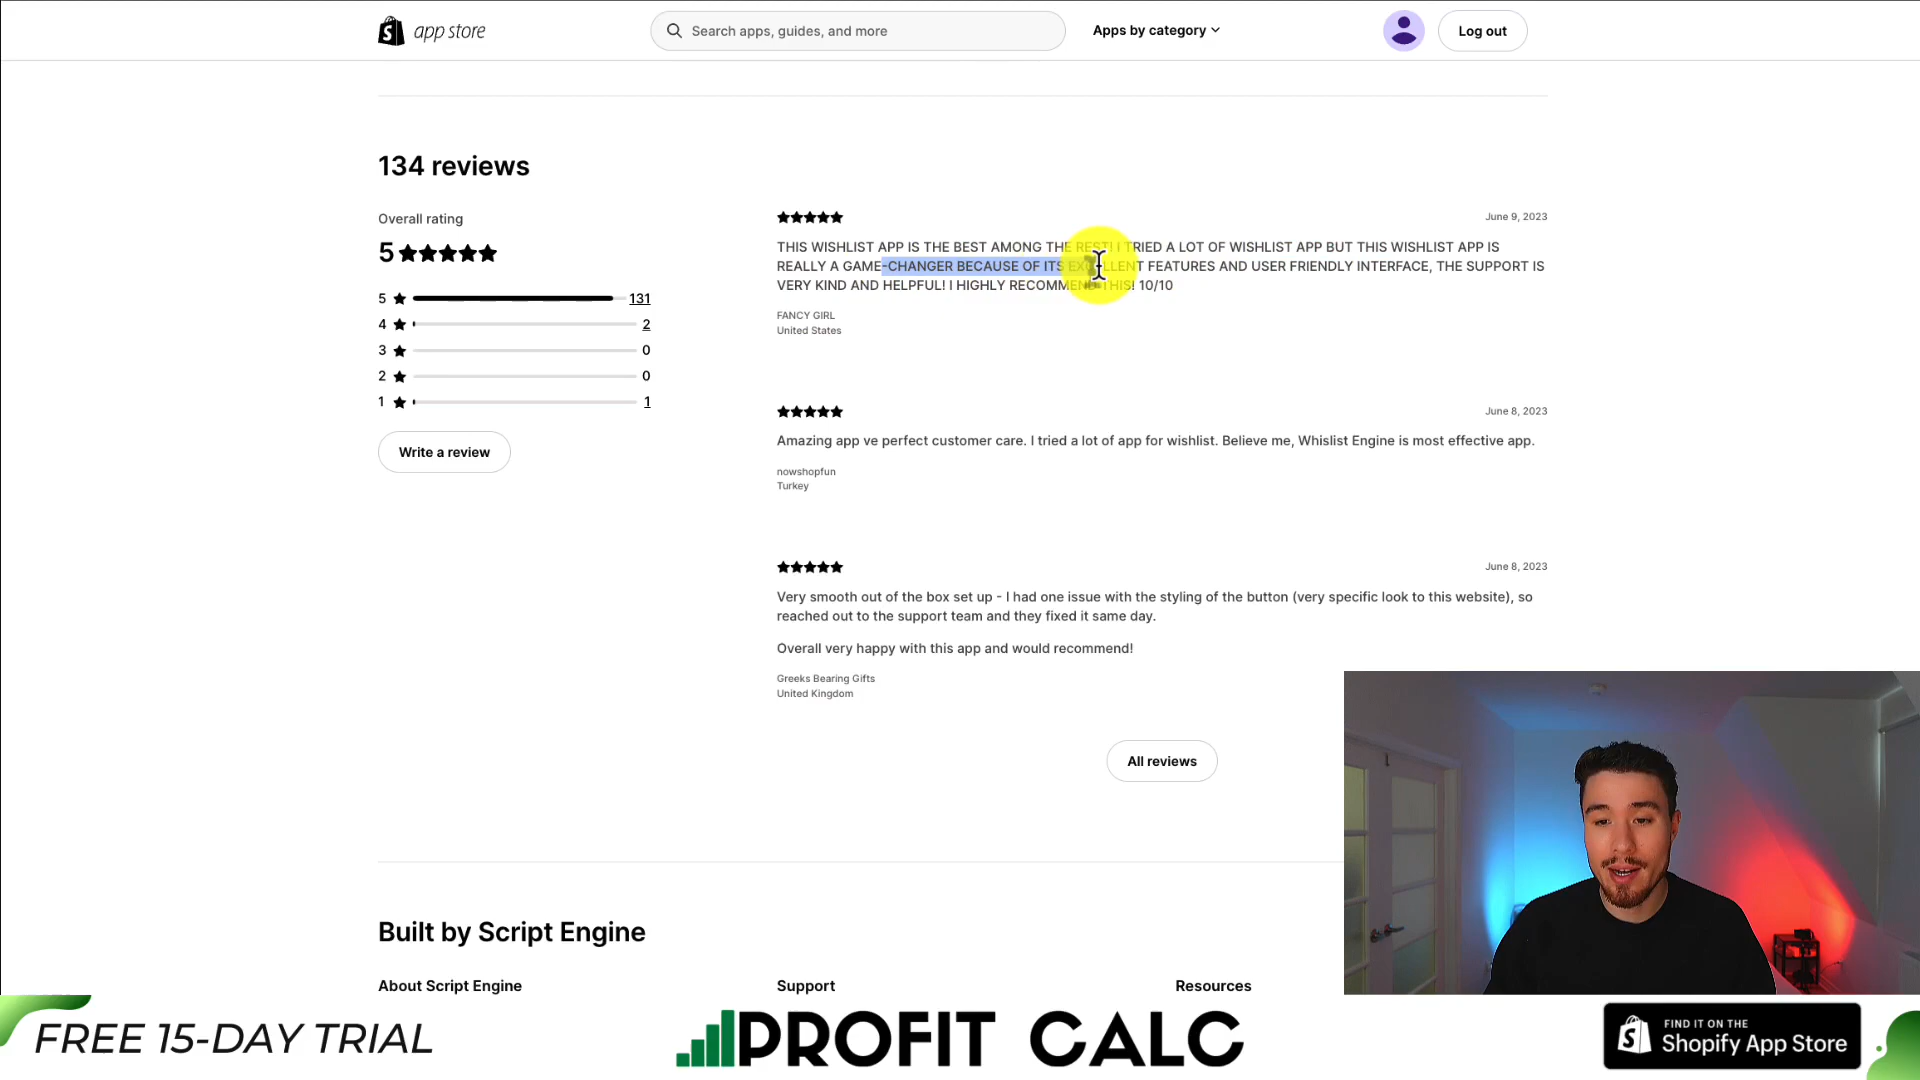 app store
Search apps, guides, and more
Apps by category
Log out
134 reviews
Overall rating
5
5 131
4 2
3 0
2 0
1 1
Write a review
June 9, 2023
THIS WISHLIST APP IS THE BEST AMONG THE REST! I TRIED A LOT OF WISHLIST APP BUT THIS WISHLIST APP IS
REALLY A GAME-CHANGER BECAUSE OF ITS EXCELLENT FEATURES AND USER FRIENDLY INTERFACE, THE SUPPORT IS
VERY KIND AND HELPFUL! I HIGHLY RECOMMEND THIS! 10/10
FANCY GIRL
United States
June 8, 2023
Amazing app ve perfect customer care. I tried a lot of app for wishlist. Believe me, Whislist Engine is most effective app.
nowshopfun
Turkey
June 8, 2023
Very smooth out of the box set up - I had one issue with the styling of the button (very specific look to this website), so
reached out to the support team and they fixed it same day.
Overall very happy with this app and would recommend!
Greeks Bearing Gifts
United Kingdom
All reviews
Built by Script Engine
About Script Engine
Support
Resources
FREE 15-DAY TRIAL
PROFIT CALC
FIND IT ON THE
Shopify App Store